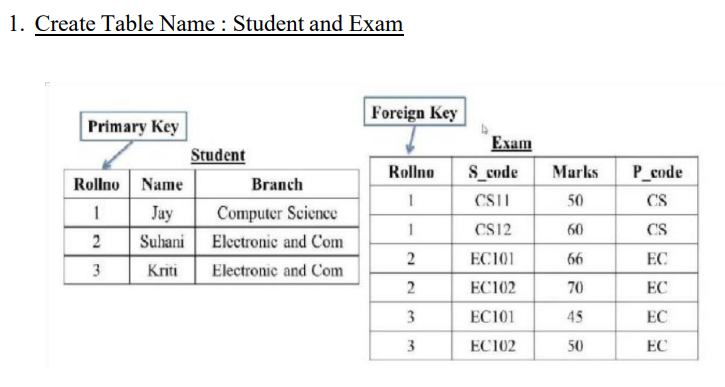 1. Create Table Name : Student and Exam
Primary Key
Foreign Key
Student
Rollno Name Branch
1 Jay Computer Science
2 Suhani Electronic and Com
3 Kriti Electronic and Com
Exam
Rollno S_code Marks P_code
1 CS11 50 CS
1 CS12 60 CS
2 EC101 66 EC
2 EC102 70 EC
3 EC101 45 EC
3 EC102 50 EC